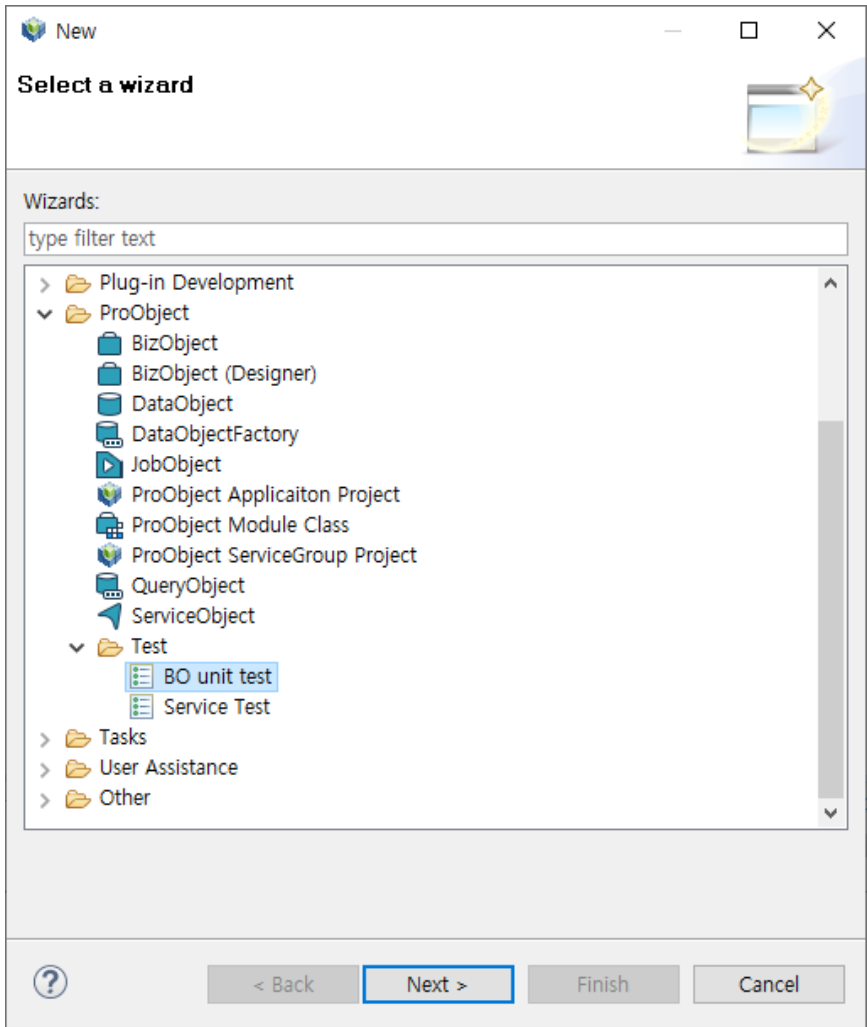 New
Select a wizard
Wizards:
type filter text
Plug-in Development
ProObject
BizObject
BizObject (Designer)
DataObject
DataObjectFactory
JobObject
ProObject Applicaiton Project
ProObject Module Class
ProObject ServiceGroup Project
QueryObject
ServiceObject
Test
BO unit test
Service Test
Tasks
User Assistance
Other
?
< Back
Next >
Finish
Cancel